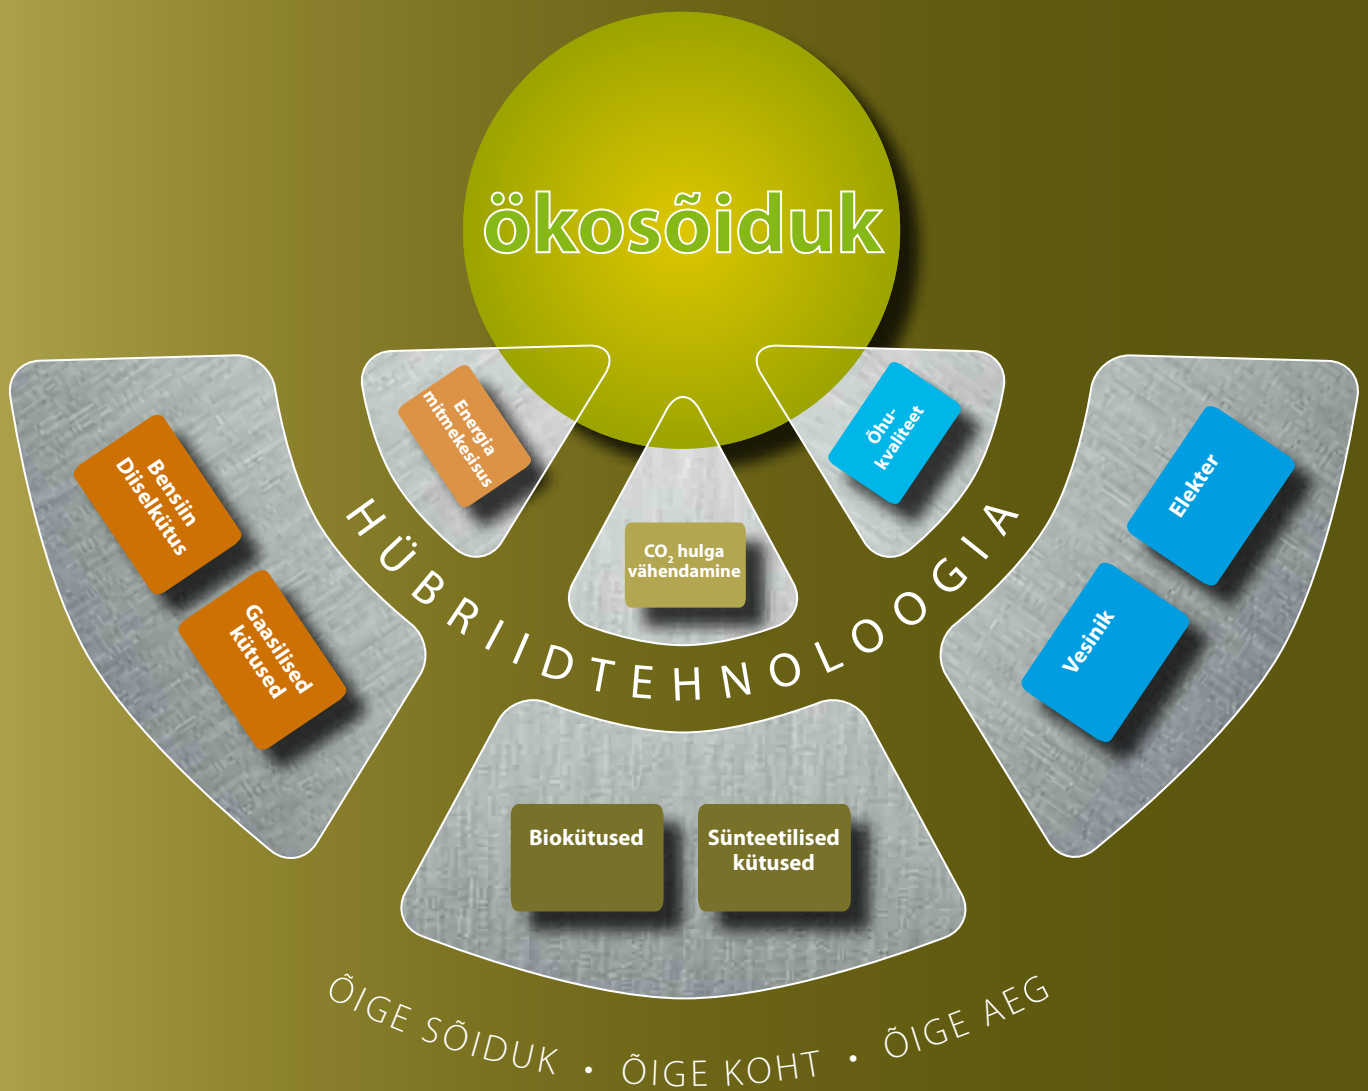 ökosõiduk
Energia
mitmekesisus
Õhu-
kvaliteet
CO₂ hulga
vähendamine
Bensiin
Diiselkütus
Gaasilised
kütused
Elekter
Vesinik
HÜBRIIDTEHNOLOOGIA
Biokütused
Sünteetilised
kütused
ÕIGE SÕIDUK • ÕIGE KOHT • ÕIGE AEG